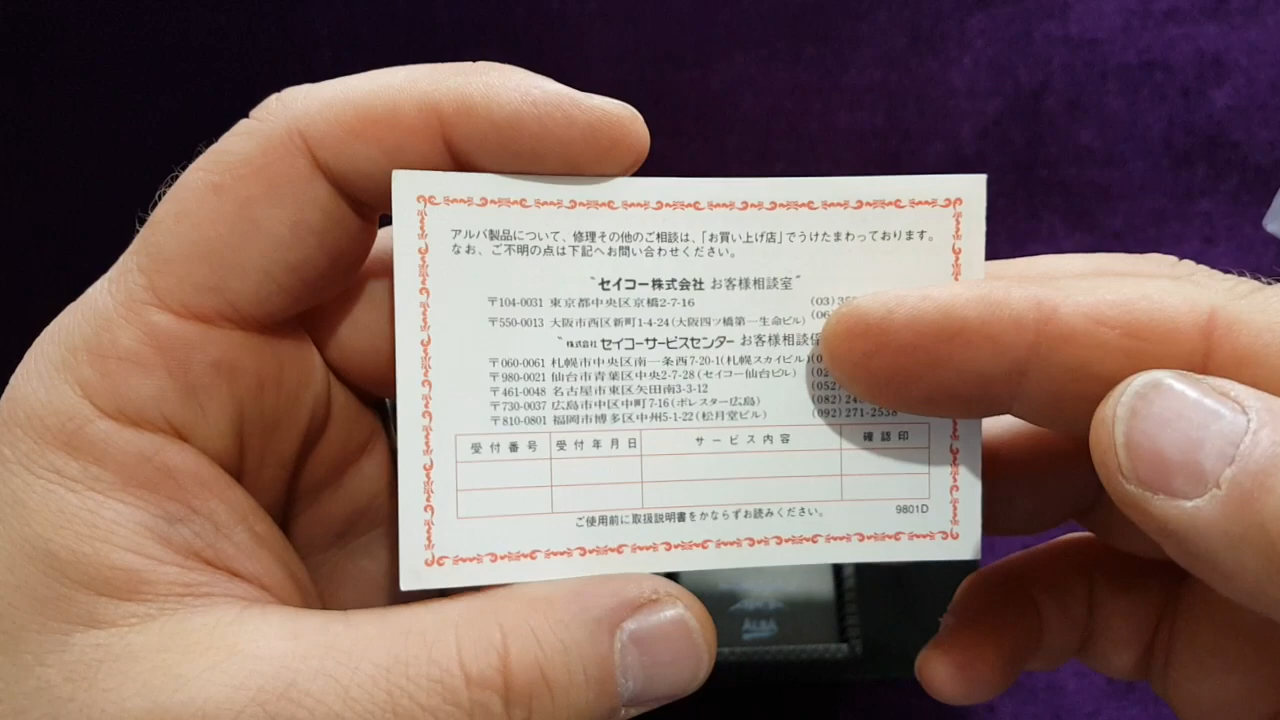 アルバ製品について、修理その他のご相談は、「お買い上げ店」でうけたまわっております。
なお、ご不明の点は下記へお問い合わせください。
〝セイコー株式会社 お客様相談室〞
〒104-0031 東京都中央区京橋2-7-16 (03)
〒550-0013 大阪市西区新町1-4-24(大阪四ツ橋第一生命ビル) (06)
〝株式会社 セイコーサービスセンター お客様相談
〒060-0061 札幌市中央区南一条西7-20-1(札幌スカイビル)
〒980-0021 仙台市青葉区中央2-7-28(セイコー仙台ビル)
〒461-0048 名古屋市東区矢田南3-3-12 (052)
〒730-0037 広島市中区中町7-16(ポレスター広島) (082)
〒810-0801 福岡市博多区中州5-1-22(松月堂ビル) (092)271-2538
受付番号 受付年月日 サービス内容 確認印
ご使用前に取扱説明書をかならずお読みください。 9801D
ALBA